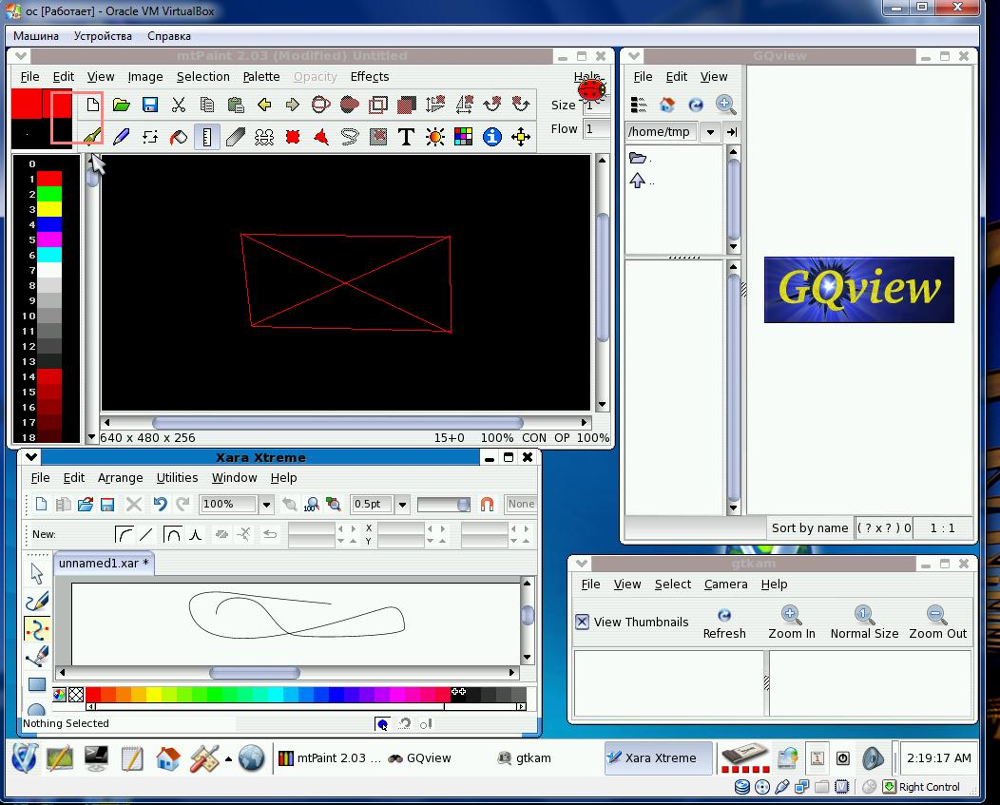 ос [Работает] - Oracle VM VirtualBox
Машина Устройства Справка
mtPaint 2.03 (Modified) Untitled
File Edit View Image Selection Palette Opacity Effects Help
Size 1
Flow 1
0
1
2
3
4
5
6
7
8
9
10
11
12
13
14
15
16
17
18
640 x 480 x 256 15+0 100% CON OP 100%
GQview
File Edit View
/home/tmp
.
..
GQview
Sort by name ( ? x ? ) 0 1 : 1
Xara Xtreme
File Edit Arrange Utilities Window Help
100% 100% 0.5pt None
New: X
Y
unnamed1.xar *
Nothing Selected
gtkam
File View Select Camera Help
View Thumbnails Refresh Zoom In Normal Size Zoom Out
mtPaint 2.03 ... GQview gtkam Xara Xtreme 1 2:19:17 AM
Right Control